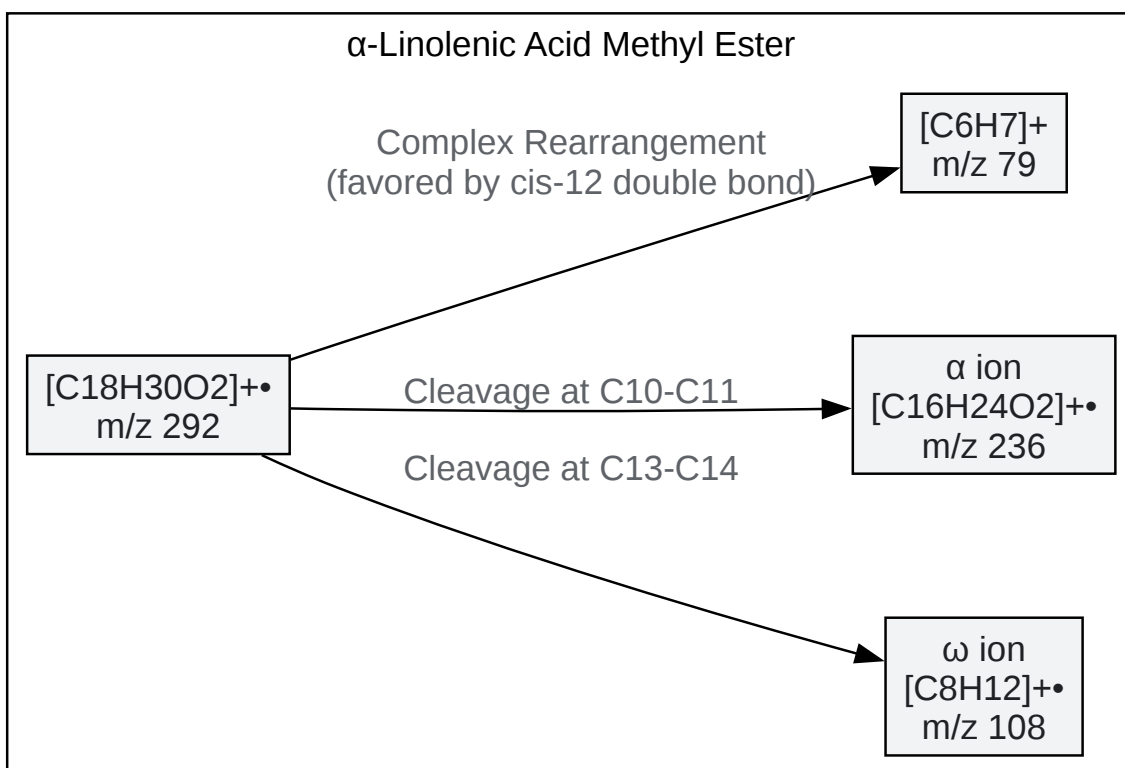 α-Linolenic Acid Methyl Ester
Complex Rearrangement
(favored by cis-12 double bond)
[C6H7]+
m/z 79
[C18H30O2]+•
m/z 292
Cleavage at C10-C11
Cleavage at C13-C14
α ion
[C16H24O2]+•
m/z 236
ω ion
[C8H12]+•
m/z 108